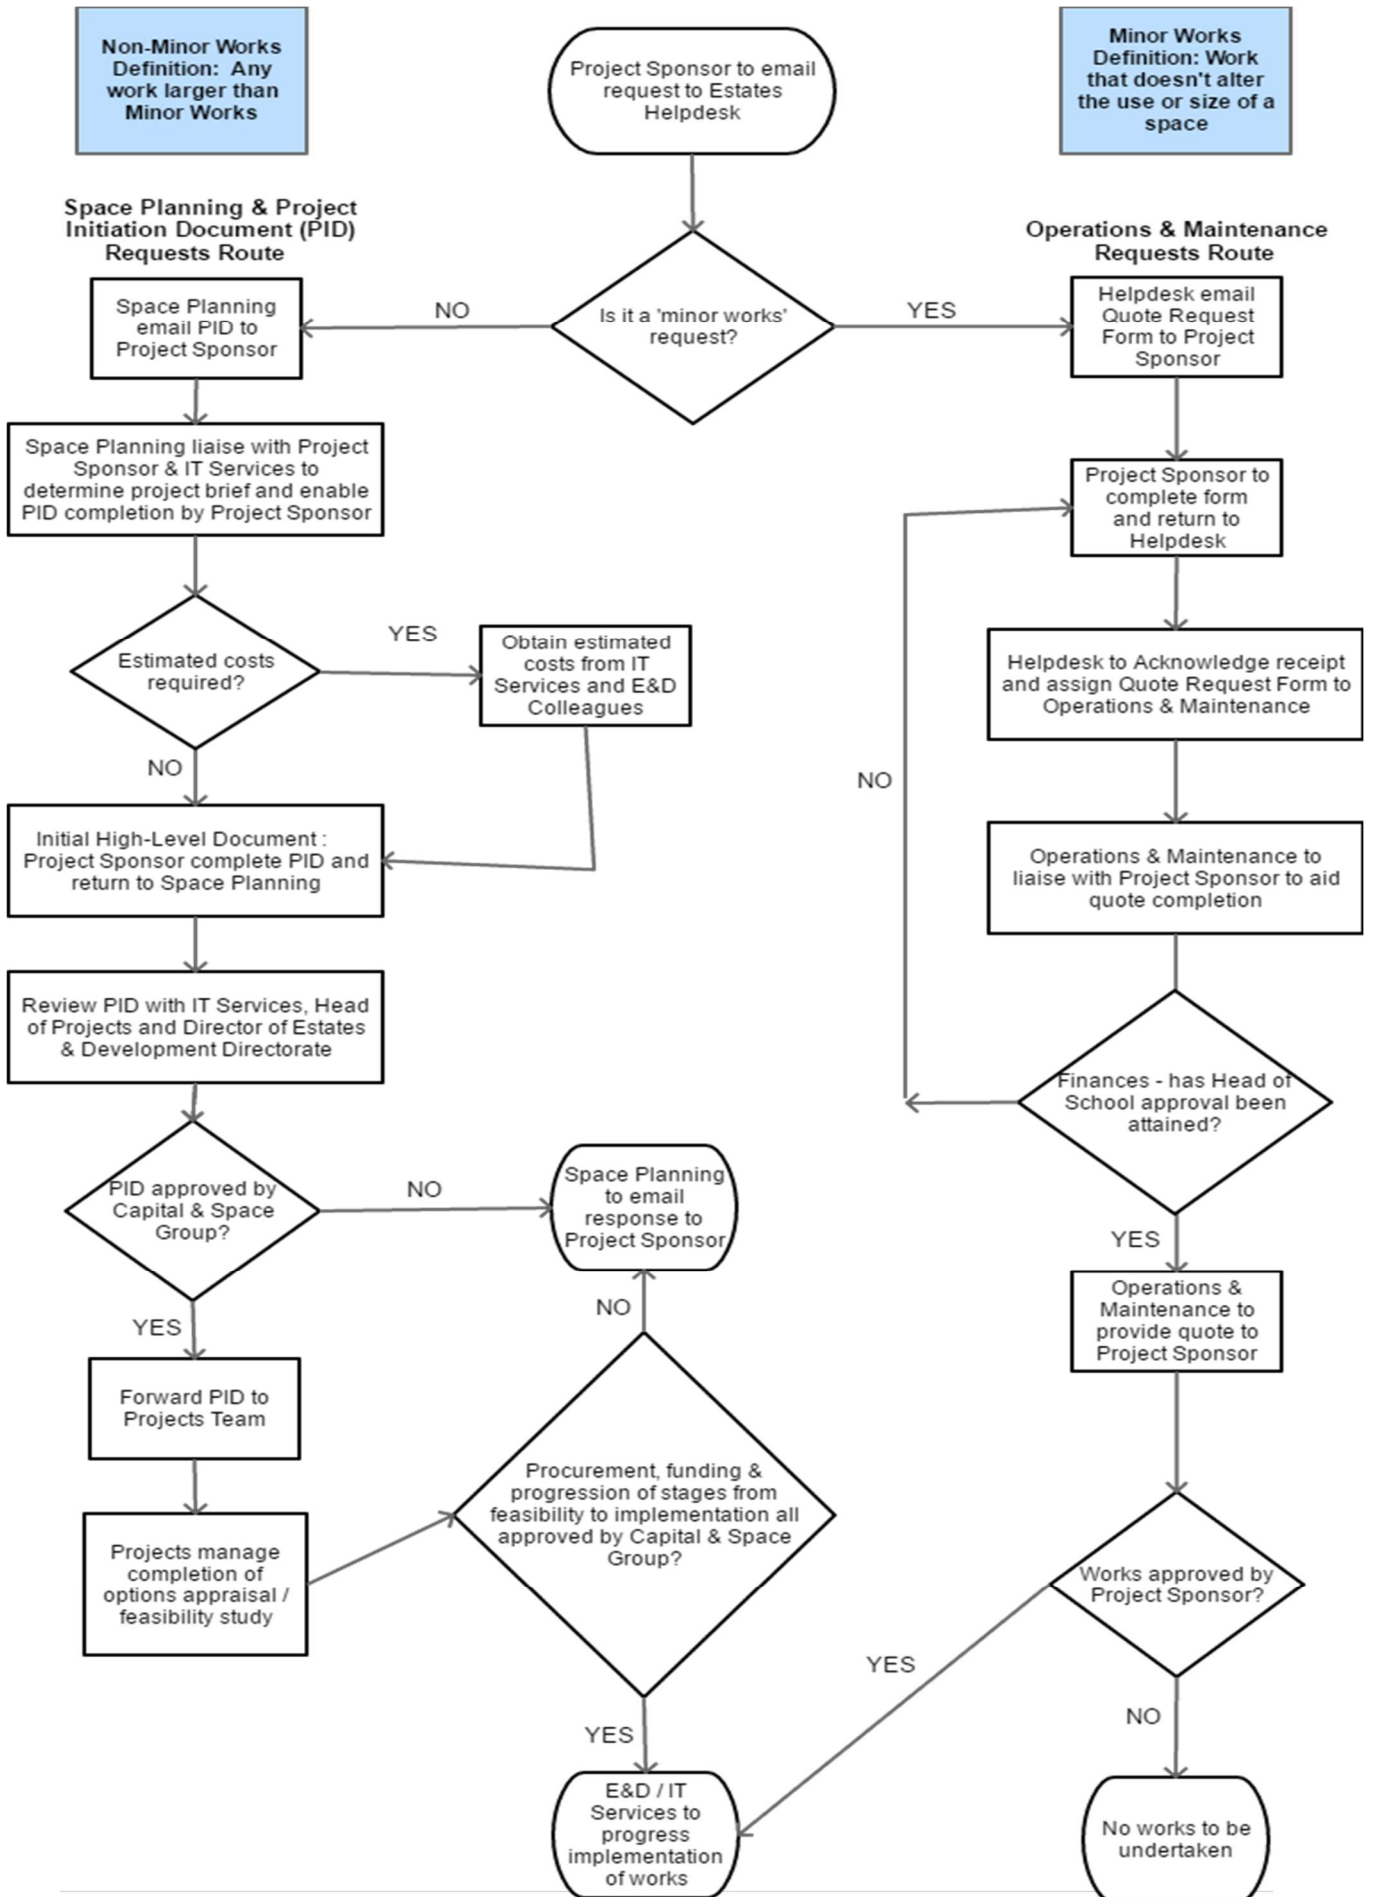 Non-Minor Works
Definition: Any
work larger than
Minor Works
Project Sponsor to email
request to Estates
Helpdesk
Minor Works
Definition: Work
that doesn't alter
the use or size of a
space
Space Planning & Project
Initiation Document (PID)
Requests Route
Operations & Maintenance
Requests Route
Space Planning
email PID to
Project Sponsor
NO
Is it a 'minor works'
request?
YES
Helpdesk email
Quote Request
Form to Project
Sponsor
Space Planning liaise with Project
Sponsor & IT Services to
determine project brief and enable
PID completion by Project Sponsor
Project Sponsor to
complete form
and return to
Helpdesk
Estimated costs
required?
YES
Obtain estimated
costs from IT
Services and E&D
Colleagues
Helpdesk to Acknowledge receipt
and assign Quote Request Form to
Operations & Maintenance
NO
NO
Initial High-Level Document :
Project Sponsor complete PID and
return to Space Planning
Operations & Maintenance to
liaise with Project Sponsor to aid
quote completion
Review PID with IT Services, Head
of Projects and Director of Estates
& Development Directorate
Finances - has Head of
School approval been
attained?
PID approved by
Capital & Space
Group?
NO
Space Planning
to email
response to
Project Sponsor
YES
Operations &
Maintenance to
provide quote to
Project Sponsor
YES
NO
Forward PID to
Projects Team
Procurement, funding &
progression of stages from
feasibility to implementation all
approved by Capital & Space
Group?
Projects manage
completion of
options appraisal /
feasibility study
Works approved by
Project Sponsor?
YES
YES
NO
E&D / IT
Services to
progress
implementation
of works
No works to be
undertaken